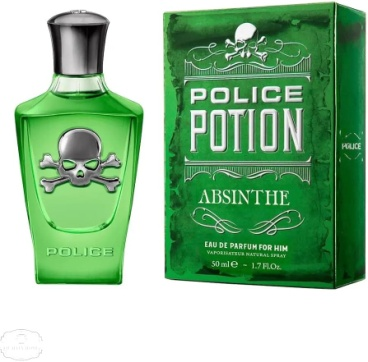 POLICE
POLICE
POTION
ABSINTHE
EAU DE PARFUM FOR HIM
VAPORISATEUR NATURAL SPRAY
50 ml ℮ – 1.7 Fl.Oz.
POLICE